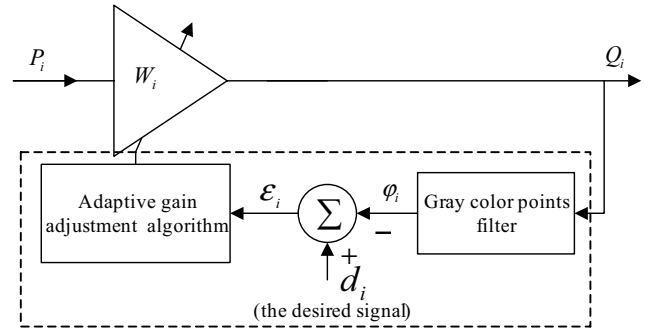 P_i
W_i
Q_i
Adaptive gain
adjustment algorithm
ε_i
Σ
φ_i
−
Gray color points
filter
+
d_i
(the desired signal)